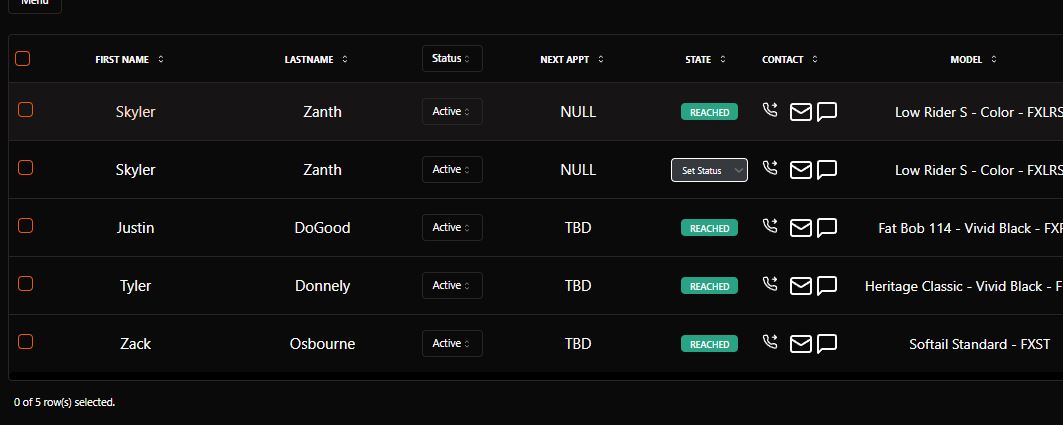 Menu
FIRST NAME LASTNAME Status NEXT APPT STATE CONTACT MODEL
Skyler Zanth Active NULL REACHED Low Rider S - Color - FXLRS
Skyler Zanth Active NULL Set Status Low Rider S - Color - FXLRS
Justin DoGood Active TBD REACHED Fat Bob 114 - Vivid Black - FXF
Tyler Donnely Active TBD REACHED Heritage Classic - Vivid Black - F
Zack Osbourne Active TBD REACHED Softail Standard - FXST
0 of 5 row(s) selected.